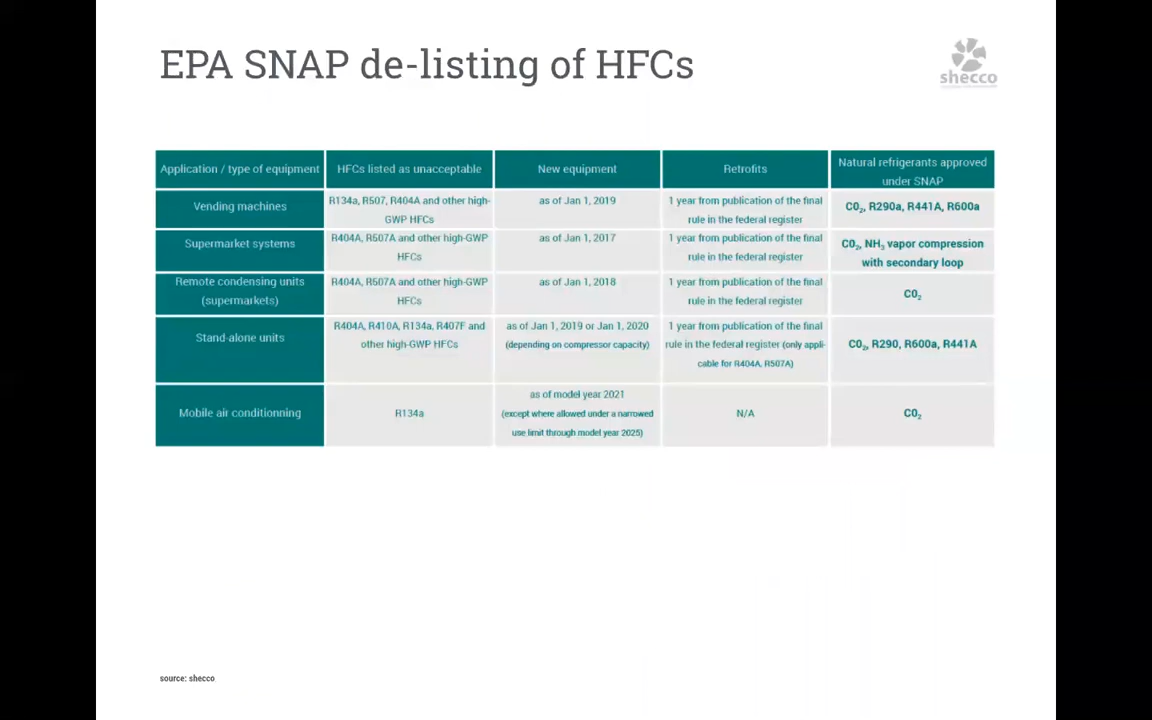 EPA SNAP de-listing of HFCs
shecco
Application / type of equipment
HFCs listed as unacceptable
New equipment
Retrofits
Natural refrigerants approved
under SNAP
Vending machines
R134a, R507, R404A and other high-
GWP HFCs
as of Jan 1, 2019
1 year from publication of the final
rule in the federal register
C0₂, R290a, R441A, R600a
Supermarket systems
R404A, R507A and other high-GWP
HFCs
as of Jan 1, 2017
1 year from publication of the final
rule in the federal register
C0₂, NH₃ vapor compression
with secondary loop
Remote condensing units
(supermarkets)
R404A, R507A and other high-GWP
HFCs
as of Jan 1, 2018
1 year from publication of the final
rule in the federal register
C0₂
Stand-alone units
R404A, R410A, R134a, R407F and
other high-GWP HFCs
as of Jan 1, 2019 or Jan 1, 2020
(depending on compressor capacity)
1 year from publication of the final
rule in the federal register (only appli-
cable for R404A, R507A)
C0₂, R290, R600a, R441A
Mobile air conditionning
R134a
as of model year 2021
(except where allowed under a narrowed
use limit through model year 2025)
N/A
C0₂
source: shecco